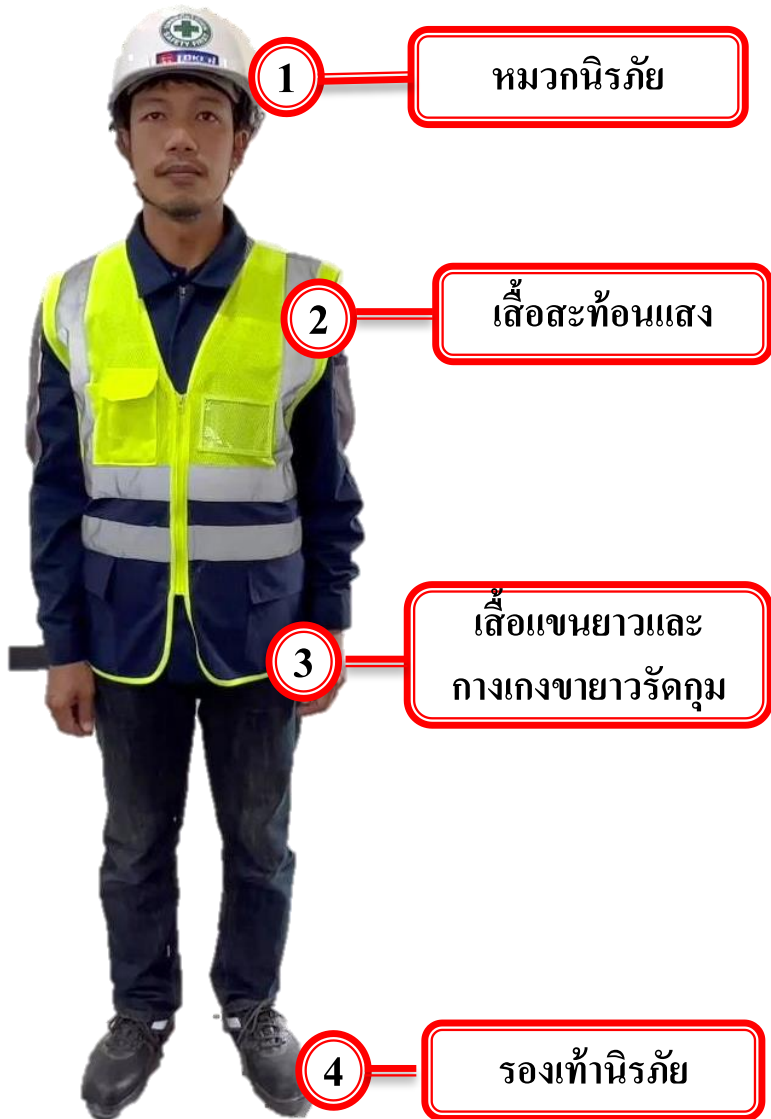 SAFETY FIRST
1
หมวกนิรภัย
2
เสื้อสะท้อนแสง
3
เสื้อแขนยาวและ
กางเกงขายาวรัดกุม
4
รองเท้านิรภัย